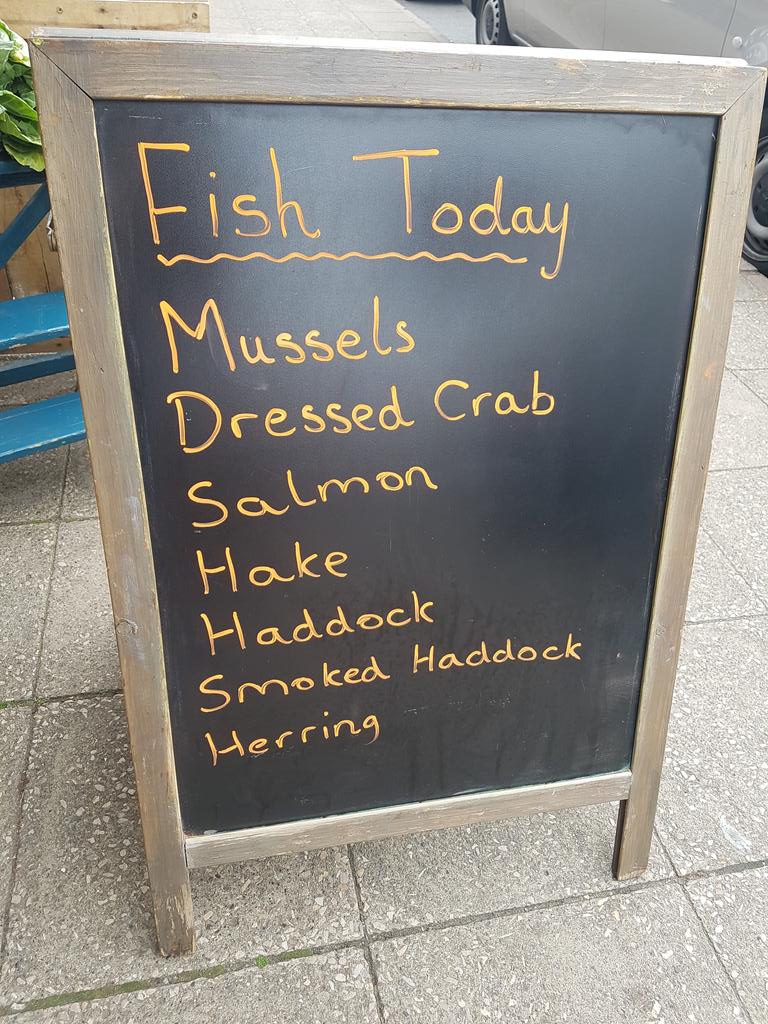 Fish Today
Mussels
Dressed Crab
Salmon
Hake
Haddock
Smoked Haddock
Herring